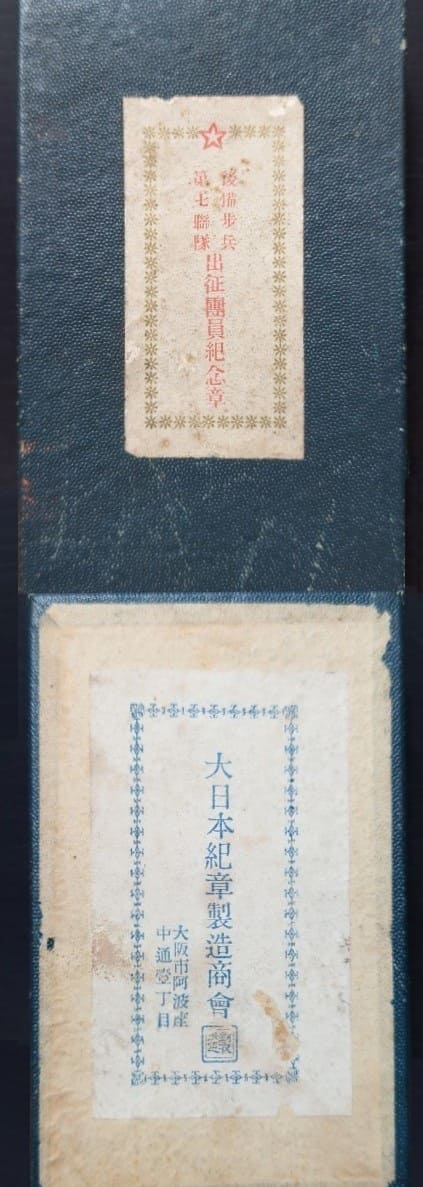 後備步兵
第七聯隊
出征團員紀念章
大日本紀章製造商會
大阪市阿波座
中通壹丁目